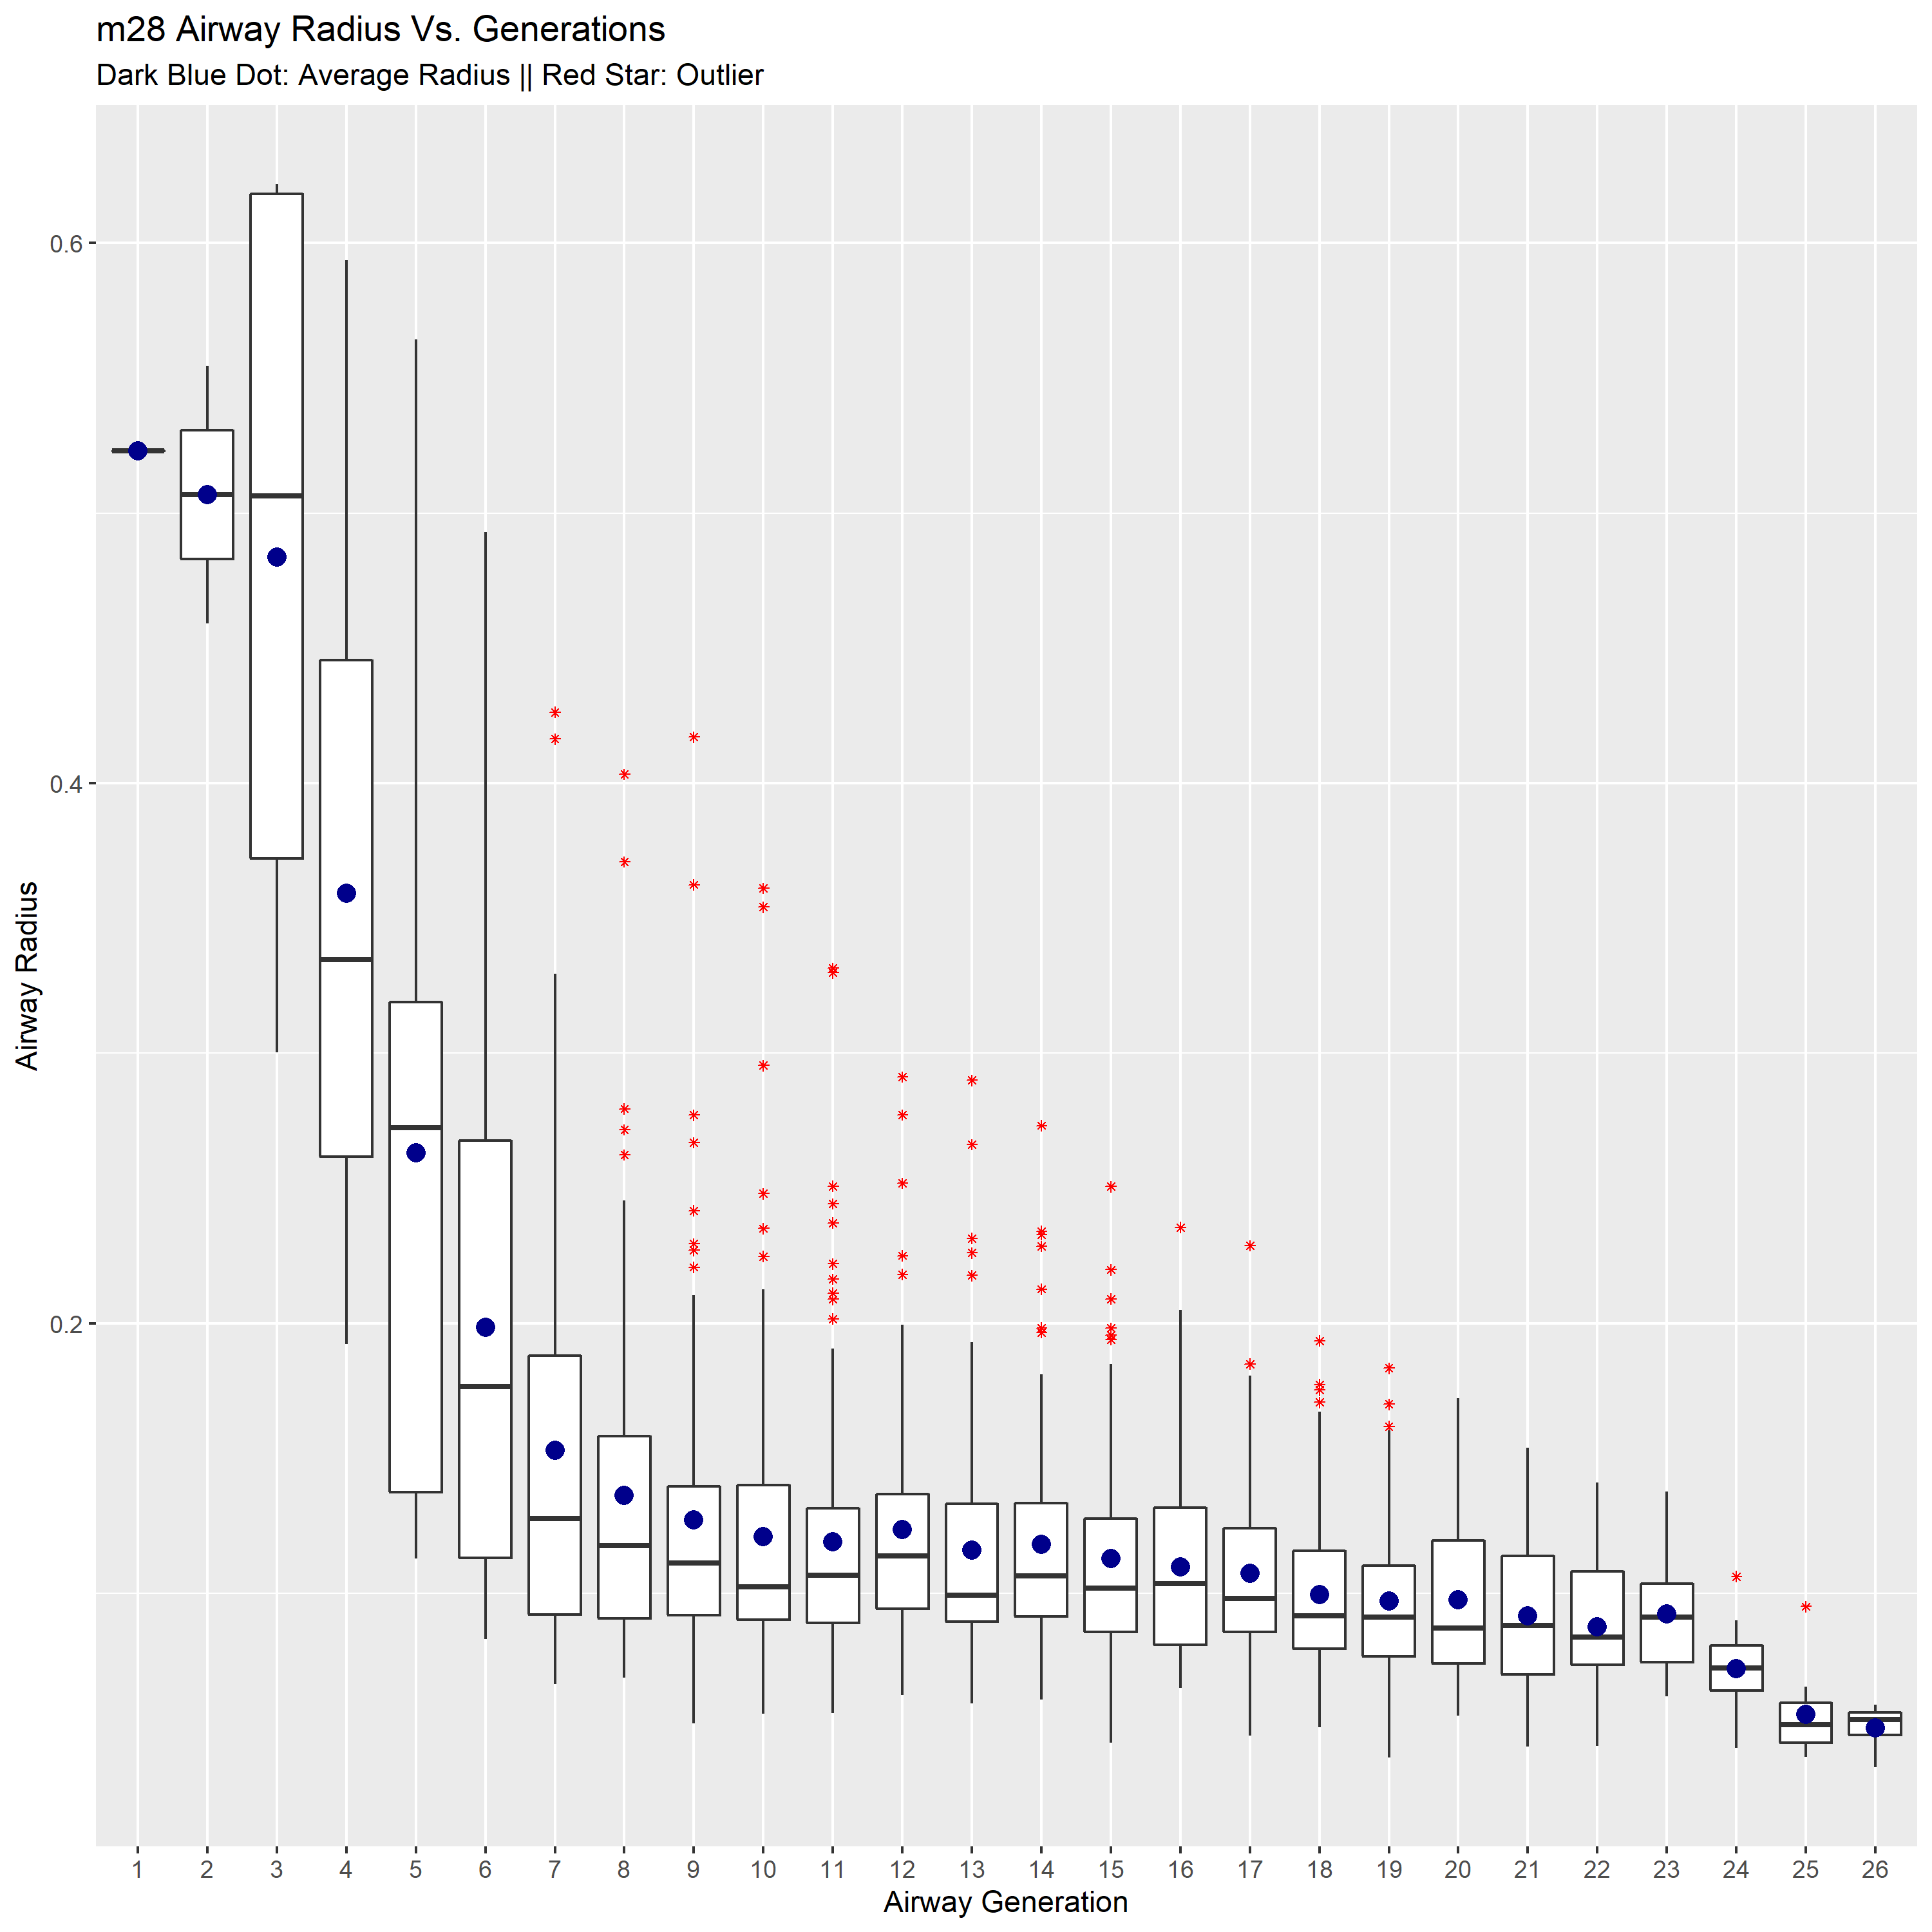 m28 Airway Radius Vs. Generations
Dark Blue Dot: Average Radius || Red Star: Outlier
Airway Radius
0.6
0.4
0.2
1 2 3 4 5 6 7 8 9 10 11 12 13 14 15 16 17 18 19 20 21 22 23 24 25 26
Airway Generation